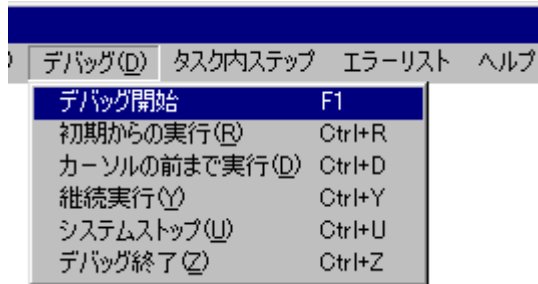 ) デバッグ(D) タスク内ステップ エラーリスト ヘルプ
デバッグ開始 F1
初期からの実行(R) Ctrl+R
カーソルの前まで実行(D) Ctrl+D
継続実行(Y) Ctrl+Y
システムストップ(U) Ctrl+U
デバッグ終了(Z) Ctrl+Z